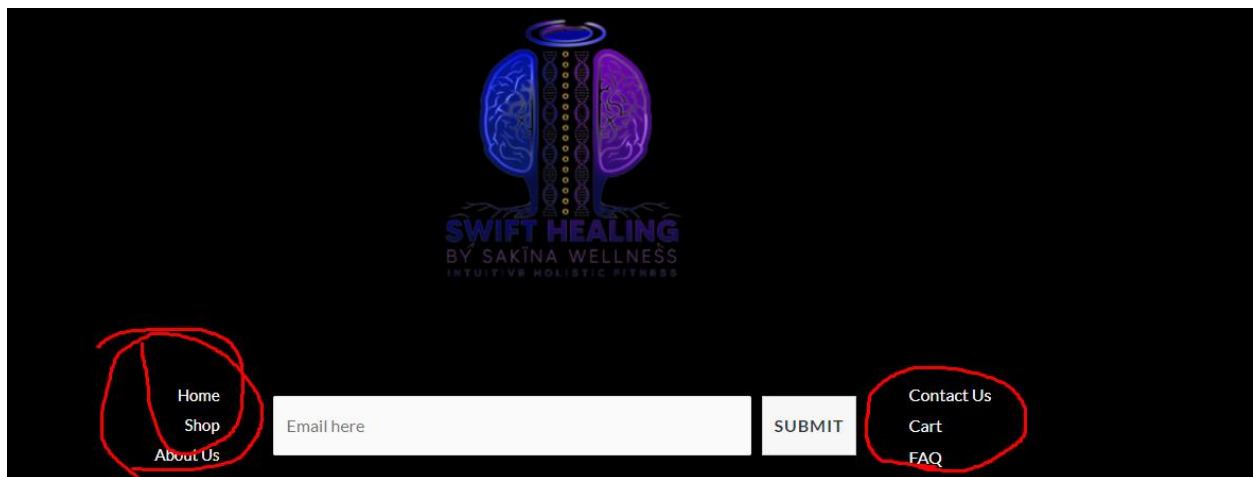 SWIFT HEALING
BY SAKĪNA WELLNESS
INTUITIVE HOLISTIC FITNESS
Home
Shop
About Us
Email here
SUBMIT
Contact Us
Cart
FAQ